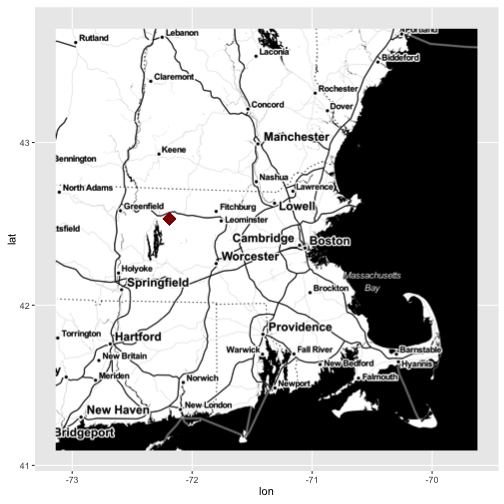 Rutland
Lebanon
Laconia
Portland
Biddeford
Claremont
Rochester
Concord
Dover
43
Manchester
Keene
Bennington
Nashua
North Adams
Lawrence
Greenfield
Fitchburg
Lowell
Leominster
tsfield
Cambridge
Boston
Worcester
Holyoke
Massachusetts
Bay
Springfield
Brockton
42
Providence
Torrington
Hartford
Warwick
Fall River
Barnstable
New Britain
New Bedford
Hyannis
y
Meriden
Norwich
Newport
Falmouth
New Haven
New London
Bridgeport
41
-73
-72
-71
-70
lon
lat